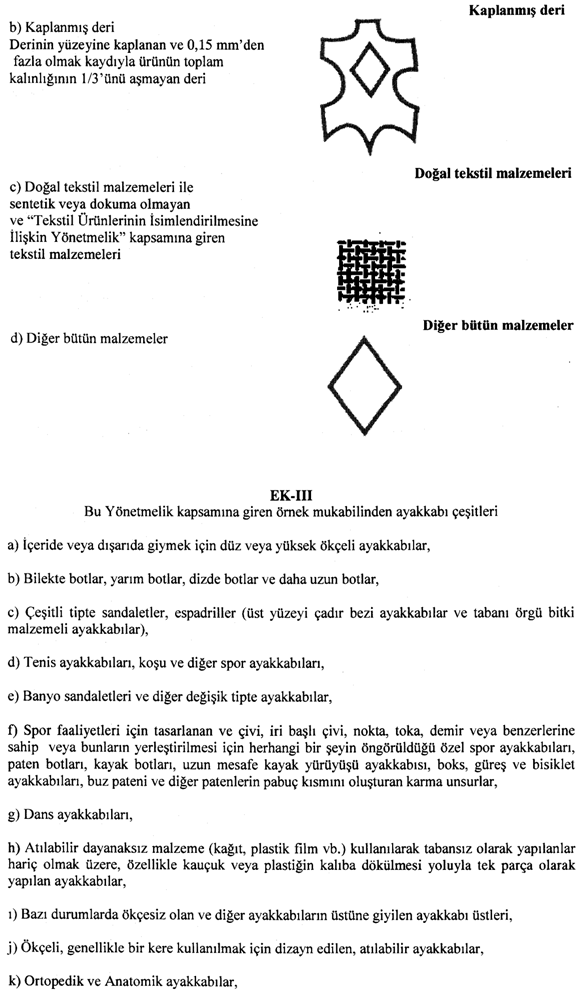 Kaplanmış deri
b) Kaplanmış deri
Derinin yüzeyine kaplanan ve 0,15 mm'den
fazla olmak kaydıyla ürünün toplam
kalınlığının 1/3'ünü aşmayan deri
Doğal tekstil malzemeleri
c) Doğal tekstil malzemeleri ile
sentetik veya dokuma olmayan
ve "Tekstil Ürünlerinin İsimlendirilmesine
İlişkin Yönetmelik" kapsamına giren
tekstil malzemeleri
Diğer bütün malzemeler
d) Diğer bütün malzemeler
EK-III
Bu Yönetmelik kapsamına giren örnek mukabilinden ayakkabı çeşitleri
a) İçeride veya dışarıda giymek için düz veya yüksek ökçeli ayakkabılar,
b) Bilekte botlar, yarım botlar, dizde botlar ve daha uzun botlar,
c) Çeşitli tipte sandaletler, espadriller (üst yüzeyi çadır bezi ayakkabılar ve tabanı örgü bitki
malzemeli ayakkabılar),
d) Tenis ayakkabıları, koşu ve diğer spor ayakkabıları,
e) Banyo sandaletleri ve diğer değişik tipte ayakkabılar,
f) Spor faaliyetleri için tasarlanan ve çivi, iri başlı çivi, nokta, toka, demir veya benzerlerine
sahip veya bunların yerleştirilmesi için herhangi bir şeyin öngörüldüğü özel spor ayakkabıları,
paten botları, kayak botları, uzun mesafe kayak yürüyüşü ayakkabısı, boks, güreş ve bisiklet
ayakkabıları, buz pateni ve diğer patenlerin pabuç kısmını oluşturan karma unsurlar,
g) Dans ayakkabıları,
h) Atılabilir dayanaksız malzeme (kağıt, plastik film vb.) kullanılarak tabansız olarak yapılanlar
hariç olmak üzere, özellikle kauçuk veya plastiğin kalıba dökülmesi yoluyla tek parça olarak
yapılan ayakkabılar,
ı) Bazı durumlarda ökçesiz olan ve diğer ayakkabıların üstüne giyilen ayakkabı üstleri,
j) Ökçeli, genellikle bir kere kullanılmak için dizayn edilen, atılabilir ayakkabılar,
k) Ortopedik ve Anatomik ayakkabılar,